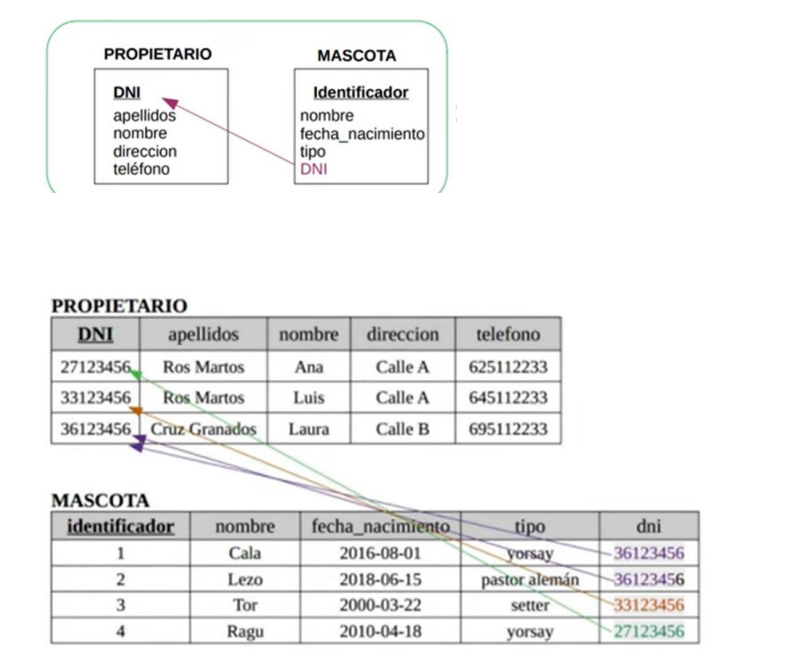 PROPIETARIO MASCOTA
DNI Identificador
apellidos nombre
nombre fecha_nacimiento
direccion tipo
teléfono DNI
PROPIETARIO
DNI apellidos nombre direccion telefono
27123456 Ros Martos Ana Calle A 625112233
33123456 Ros Martos Luis Calle A 645112233
36123456 Cruz Granados Laura Calle B 695112233
MASCOTA
identificador nombre fecha_nacimiento tipo dni
1 Cala 2016-08-01 yorsay 36123456
2 Lezo 2018-06-15 pastor alemán 36123456
3 Tor 2000-03-22 setter 33123456
4 Ragu 2010-04-18 yorsay 27123456